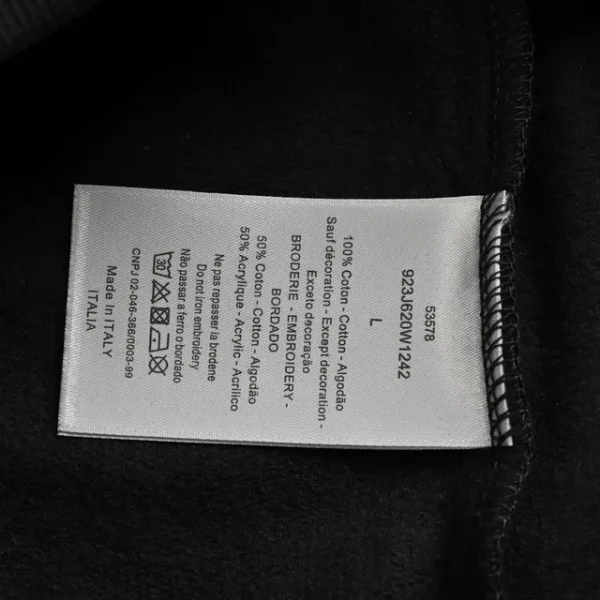 53578
923J620W1242
L
100% Coton - Cotton - Algodão
Sauf décoration - Except decoration -
Exceto decoração
BRODERIE - EMBROIDERY -
BORDADO
50% Coton - Cotton - Algodão
50% Acrylique - Acrylic - Acrilico
Ne pas repasser la broderie
Do not iron embroidery
Não passar a ferro o bordado
30
CNPJ 02-046-366/0003-99
Made in ITALY
ITALIA